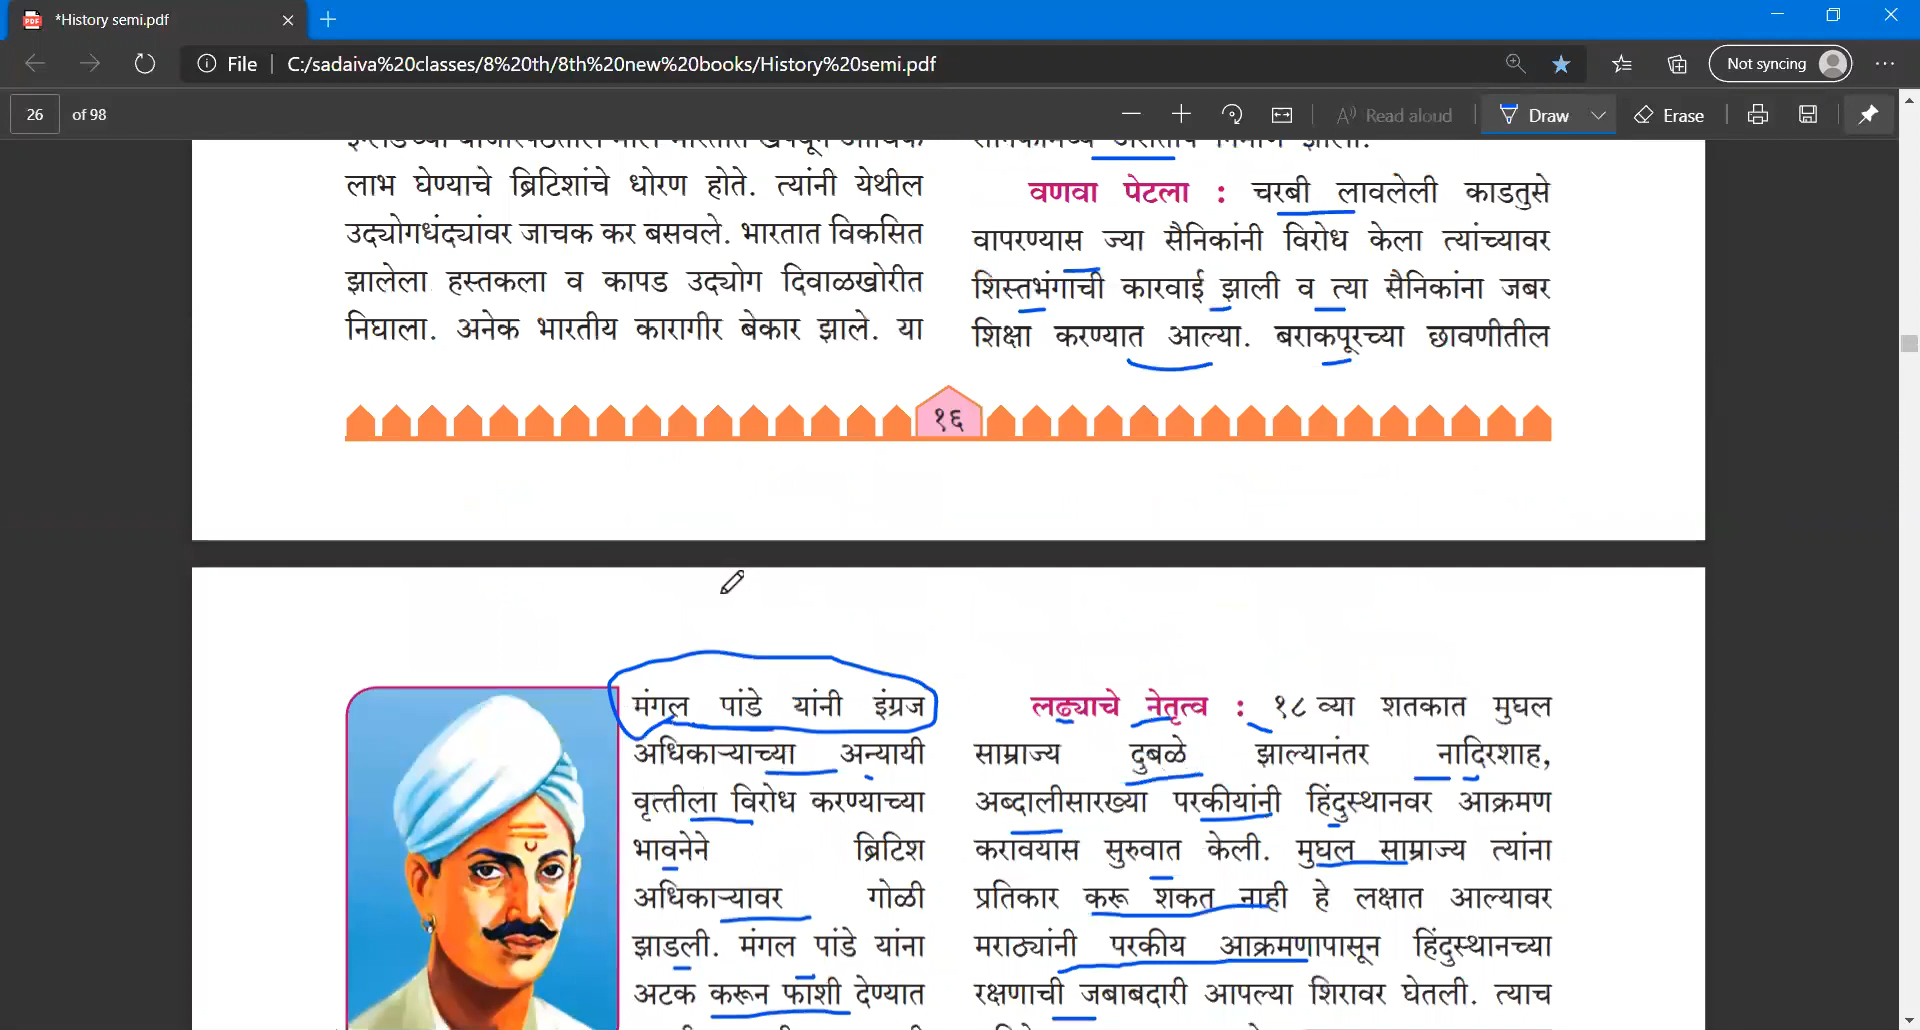 *History semi.pdf
File
C:/sadaiva%20classes/8%20th/8th%20new%20books/History%20semi.pdf
Not syncing
26 of 98
Read aloud
Draw
Erase
लाभ घेण्याचे ब्रिटिशांचे धोरण होते. त्यांनी येथील
उद्योगधंद्यांवर जाचक कर बसवले. भारतात विकसित
झालेला हस्तकला व कापड उद्योग दिवाळखोरीत
निघाला. अनेक भारतीय कारागीर बेकार झाले. या
वणवा पेटला : चरबी लावलेली काडतुसे
वापरण्यास ज्या सैनिकांनी विरोध केला त्यांच्यावर
शिस्तभंगाची कारवाई झाली व त्या सैनिकांना जबर
शिक्षा करण्यात आल्या. बराकपूरच्या छावणीतील
१६
मंगल पांडे यांनी इंग्रज
अधिकाऱ्याच्या अन्यायी
वृत्तीला विरोध करण्याच्या
भावनेने ब्रिटिश
अधिकाऱ्यावर गोळी
झाडली. मंगल पांडे यांना
अटक करून फाशी देण्यात
लढ्याचे नेतृत्व : १८ व्या शतकात मुघल
साम्राज्य दुबळे झाल्यानंतर नादिरशाह,
अब्दालीसारख्या परकीयांनी हिंदुस्थानवर आक्रमण
करावयास सुरुवात केली. मुघल साम्राज्य त्यांना
प्रतिकार करू शकत नाही हे लक्षात आल्यावर
मराठ्यांनी परकीय आक्रमणापासून हिंदुस्थानच्या
रक्षणाची जबाबदारी आपल्या शिरावर घेतली. त्याच